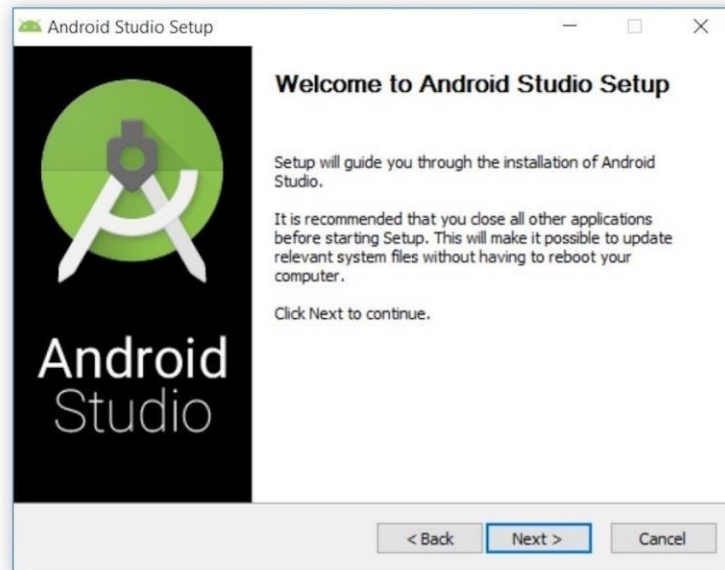 Android Studio Setup
Welcome to Android Studio Setup
Setup will guide you through the installation of Android
Studio.
It is recommended that you close all other applications
before starting Setup. This will make it possible to update
relevant system files without having to reboot your
computer.
Click Next to continue.
Android
Studio
< Back Next > Cancel